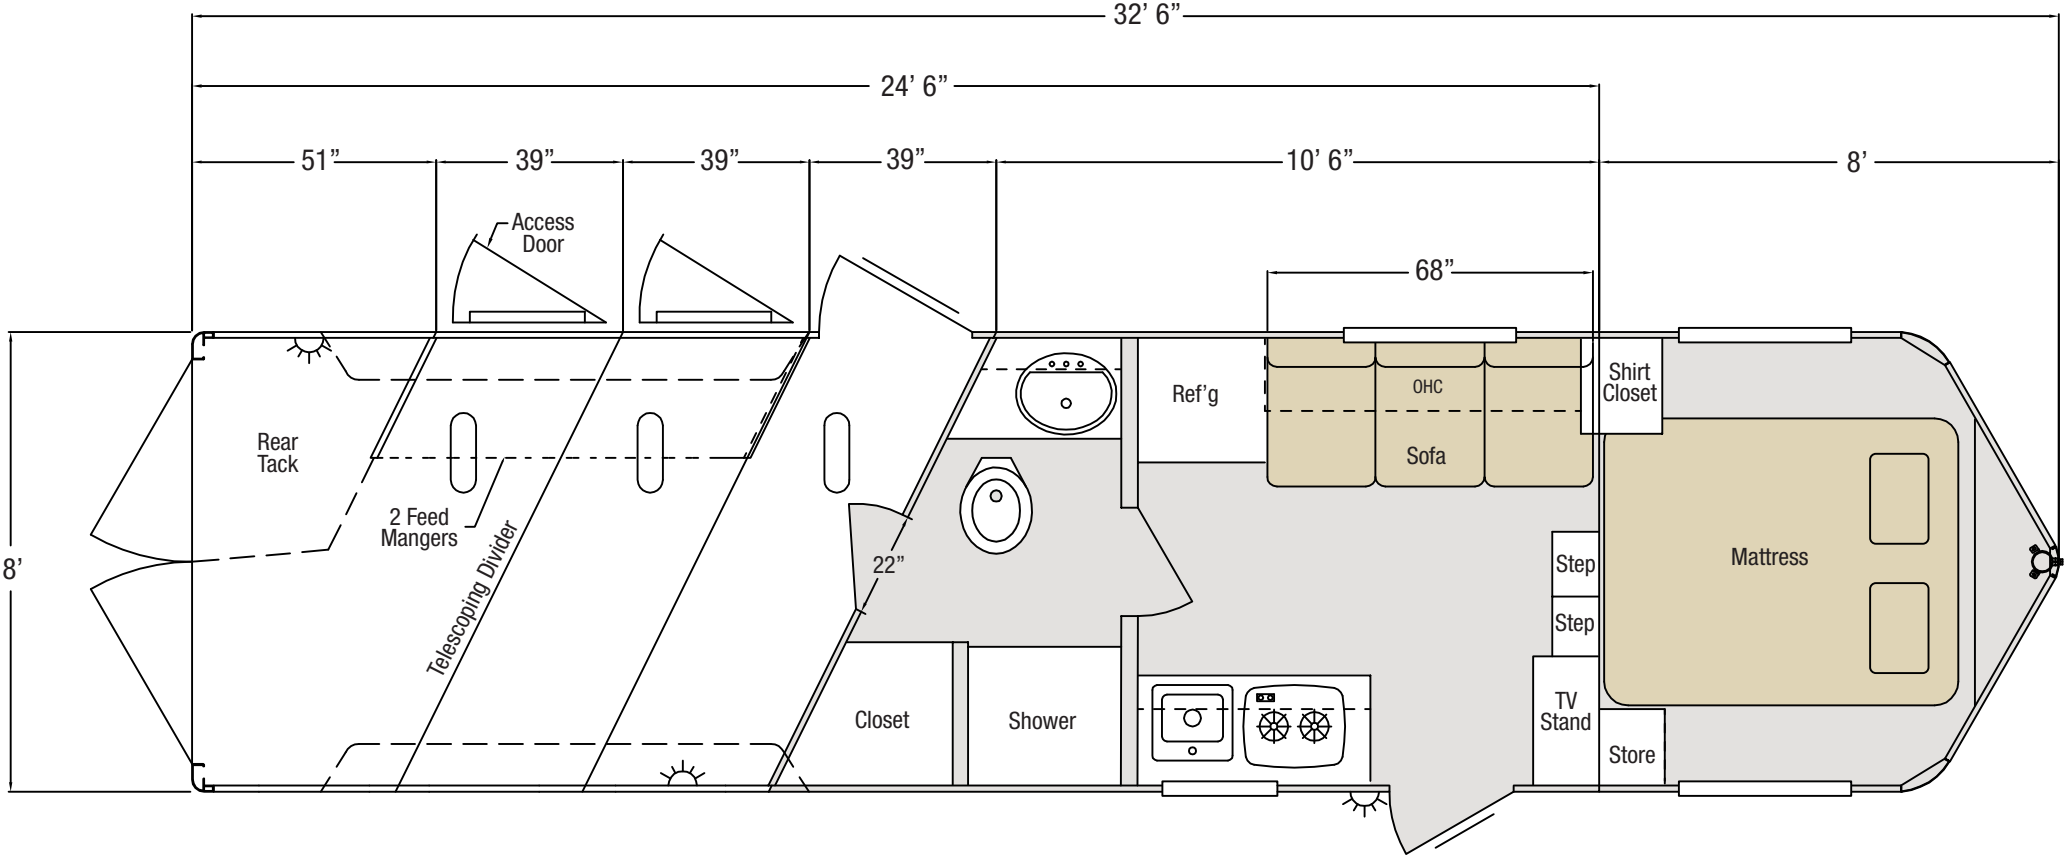 32’ 6”
24’ 6”
51”
39”
39”
39”
10’ 6”
8’
Access
Door
68”
Rear
Tack
2 Feed
Mangers
Telescoping Divider
22”
Ref’g
OHC
Sofa
Shirt
Closet
8’
Step
Step
Mattress
Closet
Shower
TV
Stand
Store